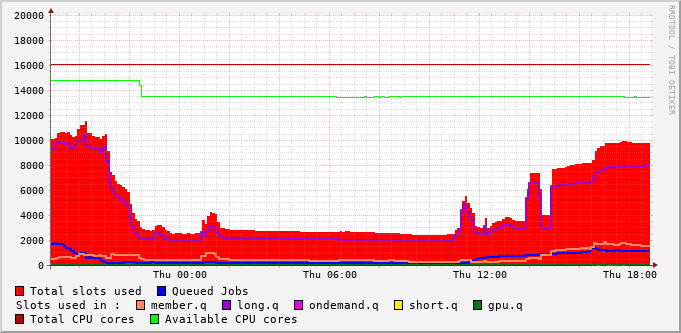 RRDTOOL / TOBI OETIKER
20000
18000
16000
14000
12000
10000
8000
6000
4000
2000
0
Thu 00:00 Thu 06:00 Thu 12:00 Thu 18:00
Total slots used Queued Jobs
Slots used in : member.q long.q ondemand.q short.q gpu.q
Total CPU cores Available CPU cores